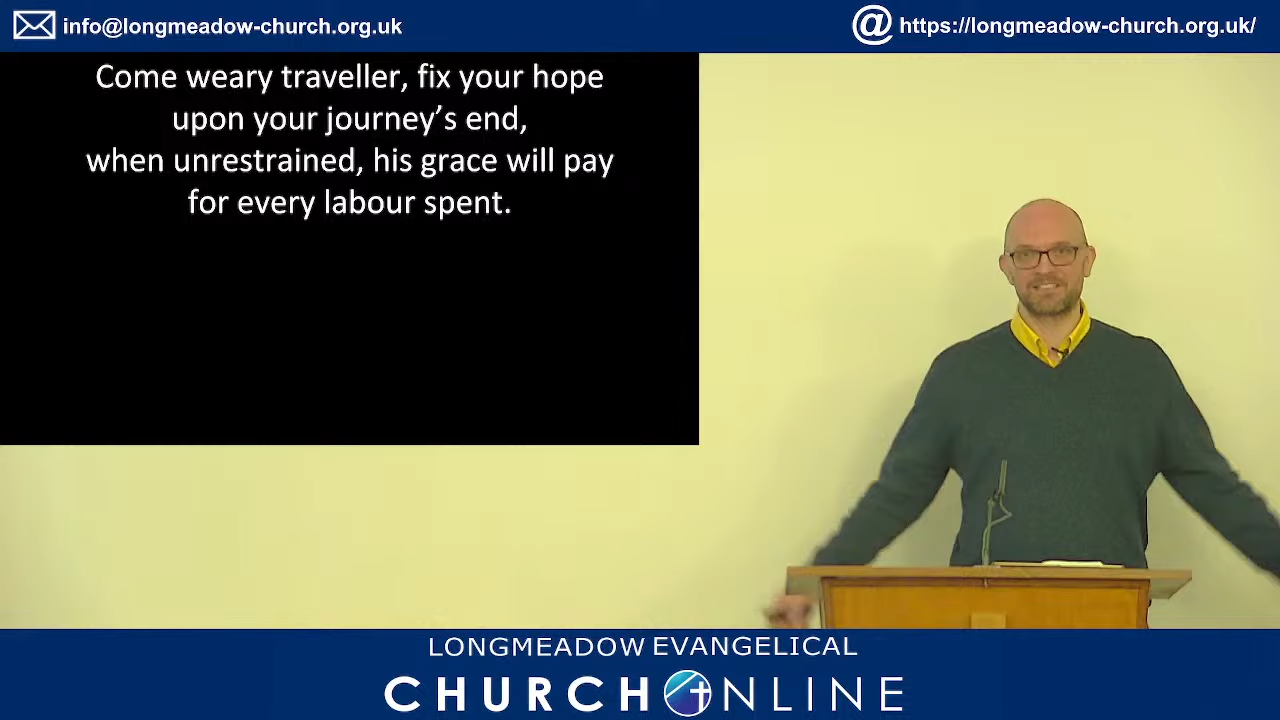 info@longmeadow-church.org.uk
https://longmeadow-church.org.uk/
Come weary traveller, fix your hope
upon your journey’s end,
when unrestrained, his grace will pay
for every labour spent.
LONGMEADOW EVANGELICAL
CHURCH ONLINE